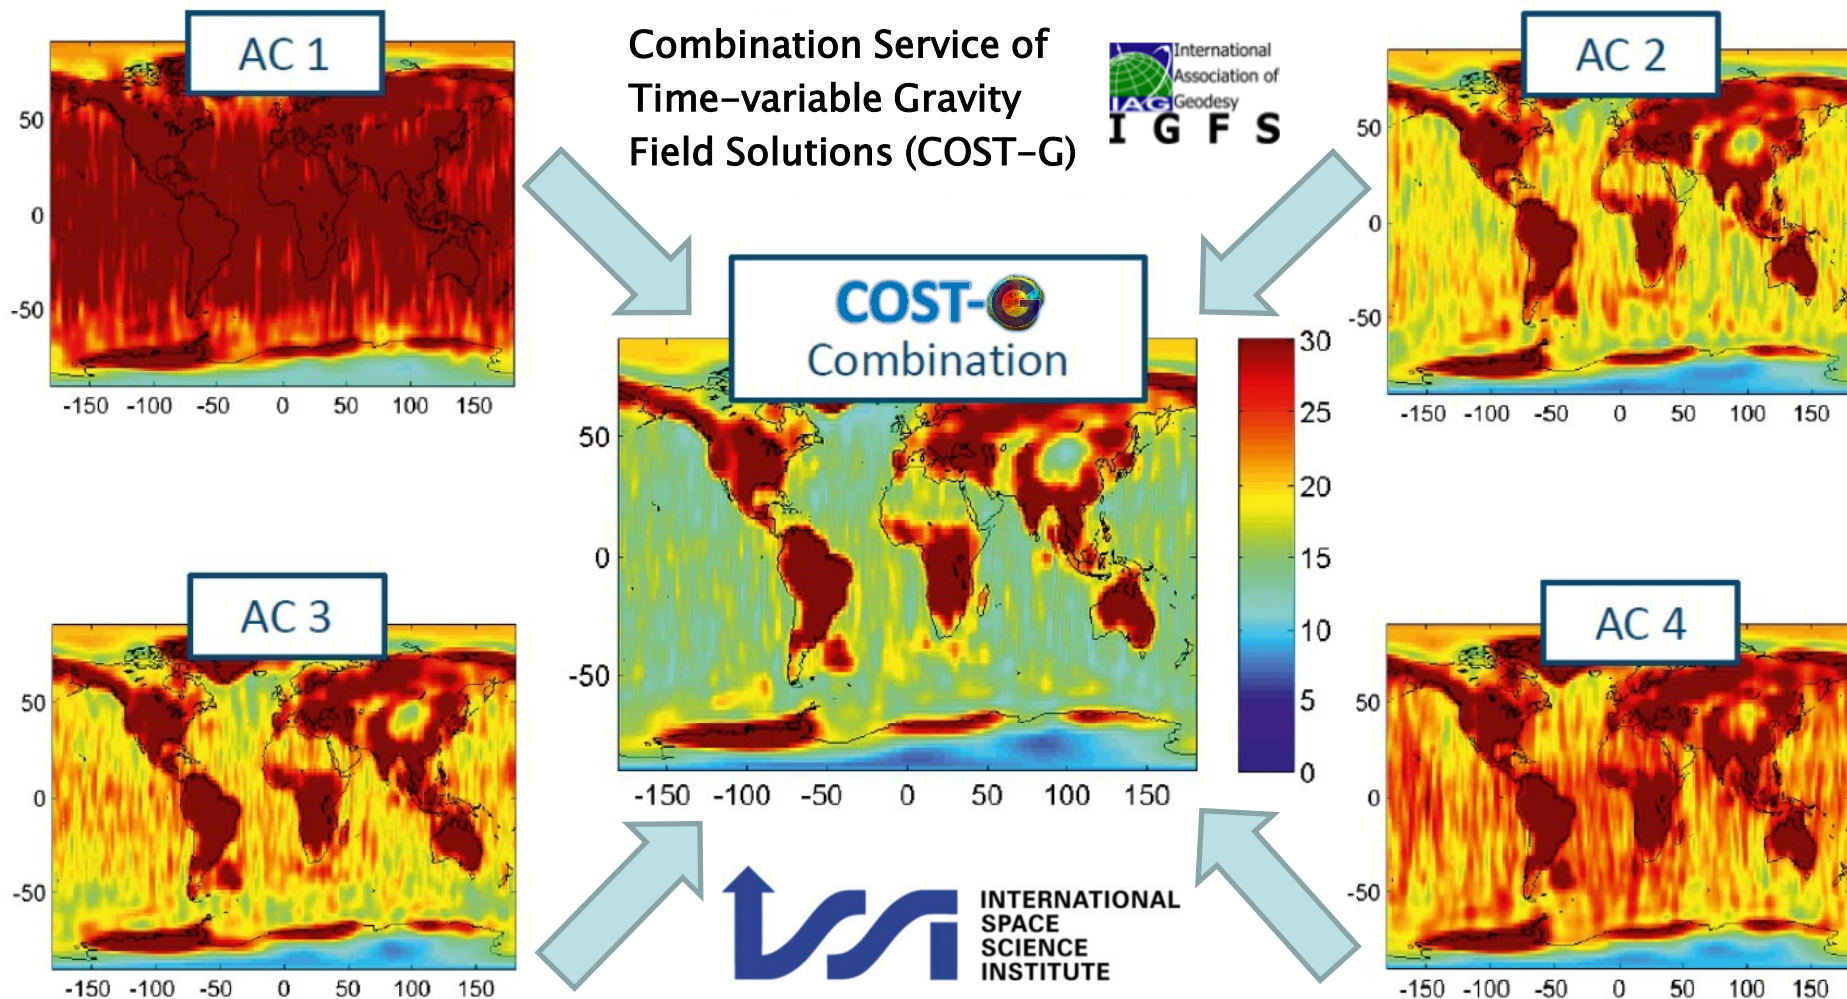 AC 1
50
0
-50
-150 -100 -50 0 50 100 150
Combination Service of
Time-variable Gravity
Field Solutions (COST-G)
International
Association of
Geodesy
IAG
I G F S
AC 2
50
0
-50
-150 -100 -50 0 50 100 150
COST-G
Combination
50
0
-50
-150 -100 -50 0 50 100 150
30
25
20
15
10
5
0
AC 3
50
0
-50
-150 -100 -50 0 50 100 150
INTERNATIONAL
SPACE
SCIENCE
INSTITUTE
AC 4
50
0
-50
-150 -100 -50 0 50 100 150